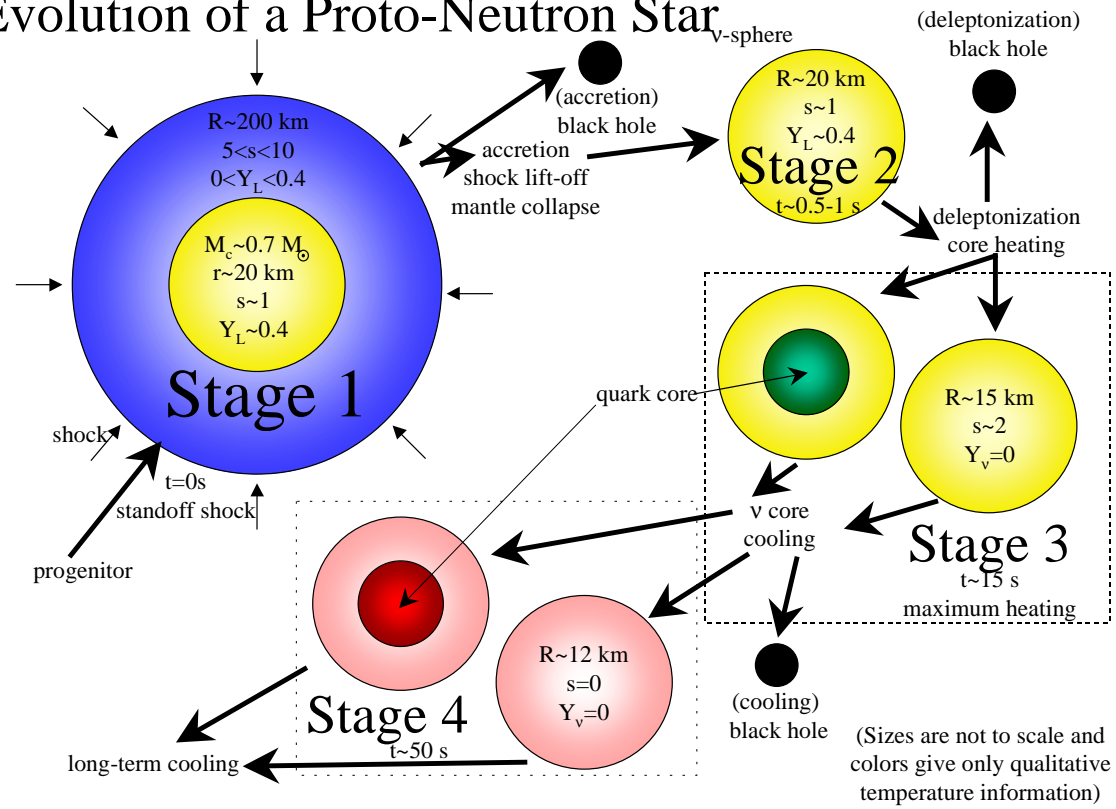 Evolution of a Proto-Neutron Star
ν-sphere
(deleptonization)
black hole
(accretion)
black hole
R~200 km
5<s<10
0<Y_L<0.4
M_c~0.7 M_☉
r~20 km
s~1
Y_L~0.4
Stage 1
accretion
shock lift-off
mantle collapse
R~20 km
s~1
Y_L~0.4
Stage 2
t~0.5-1 s
deleptonization
core heating
quark core
R~15 km
s~2
Y_ν=0
Stage 3
t~15 s
maximum heating
shock
t=0s
standoff shock
progenitor
ν core
cooling
R~12 km
s=0
Y_ν=0
Stage 4
t~50 s
long-term cooling
(cooling)
black hole
(Sizes are not to scale and
colors give only qualitative
temperature information)